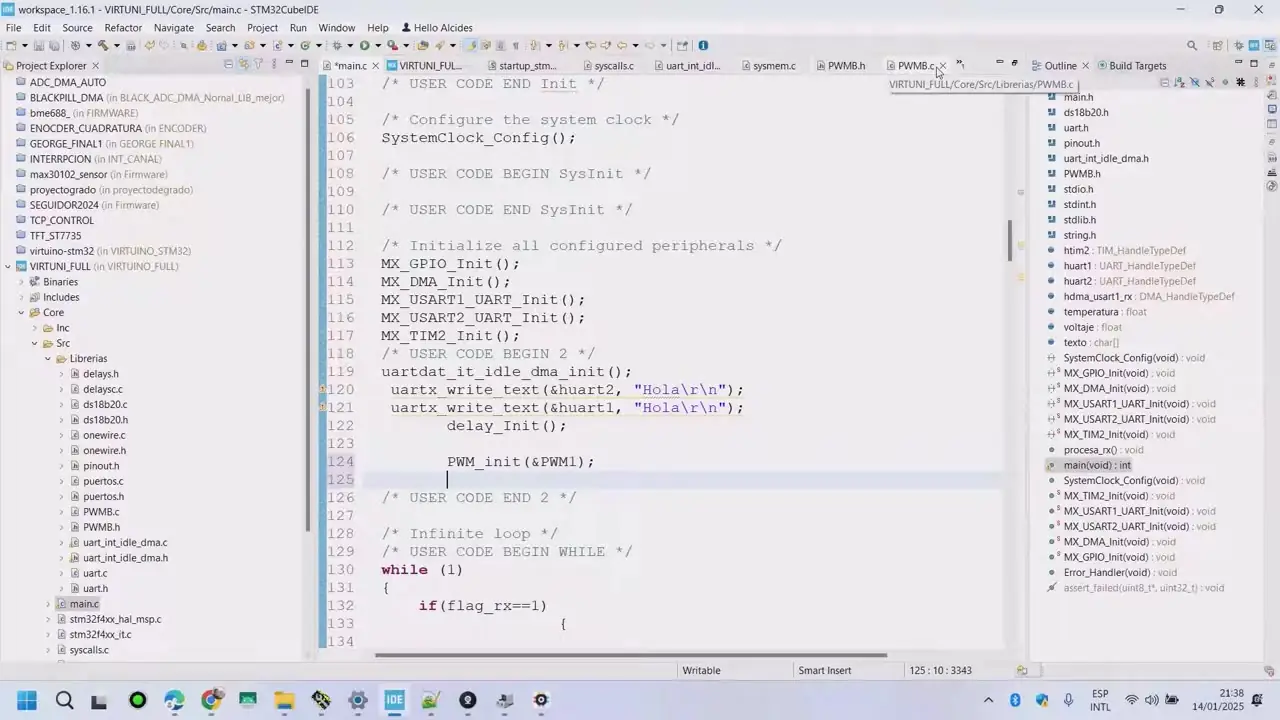 workspace_1.16.1 - VIRTUNI_FULL/Core/Src/main.c - STM32CubeIDE
File Edit Source Refactor Navigate Search Project Run Window Help Hello Alcides
Project Explorer
*main.c VIRTUNI_FUL... startup_stm... syscalls.c uart_int_idl... sysmem.c PWMB.h PWMB.c
Outline Build Targets
VIRTUNI_FULL/Core/Src/Librerias/PWMB.c
ADC_DMA_AUTO
BLACKPILL_DMA (in BLACK_ADC_DMA_Nornal_LIB_mejor)
bme688_ (in FIRMWARE)
ENOCDER_CUADRATURA (in ENCODER)
GEORGE_FINAL1 (in GEORGE FINAL1)
INTERRPCION (in INT_CANAL)
max30102_sensor (in Firmware)
proyectogrado (in proyectodegrado)
SEGUIDOR2024 (in Firmware)
TCP_CONTROL
TFT_ST7735
virtuino-stm32 (in VIRTUINO_STM32)
VIRTUNI_FULL (in VIRTUINO_FULL)
Binaries
Includes
Core
Inc
Src
Librerias
delays.h
delaysc.c
ds18b20.c
ds18b20.h
onewire.c
onewire.h
pinout.h
puertos.c
puertos.h
PWMB.c
PWMB.h
uart_int_idle_dma.c
uart_int_idle_dma.h
uart.c
uart.h
main.c
stm32f4xx_hal_msp.c
stm32f4xx_it.c
syscalls.c
103 /* USER CODE END Init */
104
105 /* Configure the system clock */
106 SystemClock_Config();
107
108 /* USER CODE BEGIN SysInit */
109
110 /* USER CODE END SysInit */
111
112 /* Initialize all configured peripherals */
113 MX_GPIO_Init();
114 MX_DMA_Init();
115 MX_USART1_UART_Init();
116 MX_USART2_UART_Init();
117 MX_TIM2_Init();
118 /* USER CODE BEGIN 2 */
119 uartdat_it_idle_dma_init();
120 uartx_write_text(&huart2, "Hola\r\n");
121 uartx_write_text(&huart1, "Hola\r\n");
122 delay_Init();
123
124 PWM_init(&PWM1);
125
126 /* USER CODE END 2 */
127
128 /* Infinite loop */
129 /* USER CODE BEGIN WHILE */
130 while (1)
131 {
132 if(flag_rx==1)
133 {
134
main.h
ds18b20.h
uart.h
pinout.h
uart_int_idle_dma.h
PWMB.h
stdio.h
stdint.h
stdlib.h
string.h
htim2 : TIM_HandleTypeDef
huart1 : UART_HandleTypeDef
huart2 : UART_HandleTypeDef
hdma_usart1_rx : DMA_HandleTypeDef
temperatura : float
voltaje : float
texto : char[]
SystemClock_Config(void) : void
MX_GPIO_Init(void) : void
MX_DMA_Init(void) : void
MX_USART1_UART_Init(void) : void
MX_USART2_UART_Init(void) : void
MX_TIM2_Init(void) : void
procesa_rx() : void
main(void) : int
SystemClock_Config(void) : void
MX_TIM2_Init(void) : void
MX_USART1_UART_Init(void) : void
MX_USART2_UART_Init(void) : void
MX_DMA_Init(void) : void
MX_GPIO_Init(void) : void
Error_Handler(void) : void
assert_failed(uint8_t*, uint32_t) : void
Writable Smart Insert 125 : 10 : 3343
IDE
ESP
INTL
21:38
14/01/2025